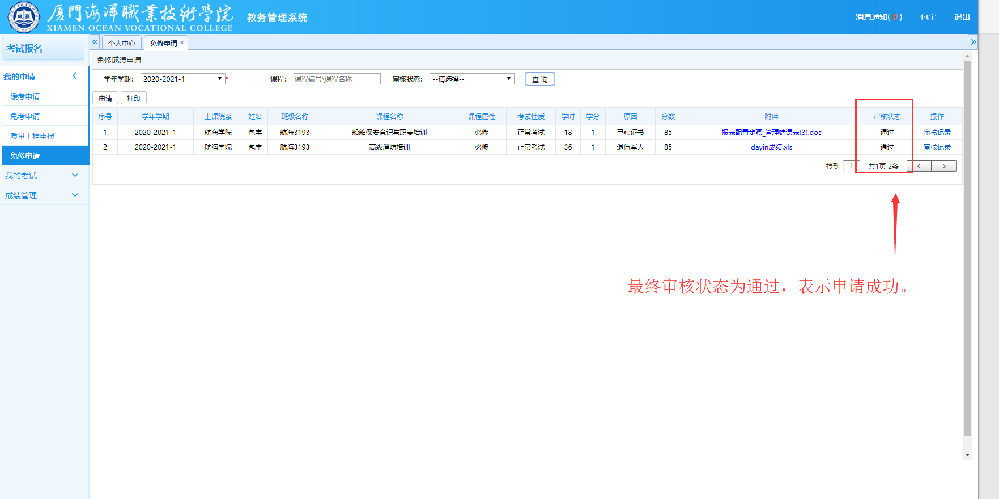 厦門海洋職業技術學院
XIAMEN OCEAN VOCATIONAL COLLEGE
教务管理系统
消息通知( 0 ) 包宇 退出
考试报名
我的申请
缓考申请
免考申请
质量工程申报
免修申请
我的考试
成绩管理
个人中心 免修申请 ×
免修成绩申请
学年学期: 2020-2021-1 * 课程: 课程编号\课程名称 审核状态: --请选择-- 查 询
申请 打印
序号 学年学期 上课院系 姓名 班级名称 课程名称 课程属性 考试性质 学时 学分 原因 分数 附件 审核状态 操作
1 2020-2021-1 航海学院 包宇 航海3193 船舶保安意识与职责培训 必修 正常考试 18 1 已获证书 85 报表配置步骤_管理端课表(3).doc 通过 审核记录
2 2020-2021-1 航海学院 包宇 航海3193 高级消防培训 必修 正常考试 36 1 退伍军人 85 dayin成绩.xls 通过 审核记录
转到 1 共1页 2条 < >
最终审核状态为通过，表示申请成功。